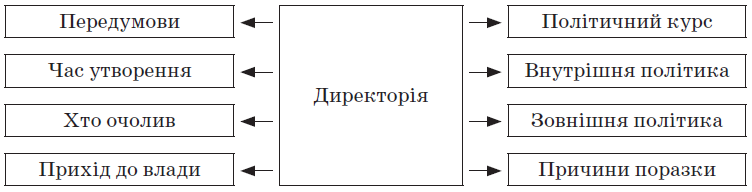 Передумови
Час утворення
Хто очолив
Прихід до влади
Директорія
Політичний курс
Внутрішня політика
Зовнішня політика
Причини поразки